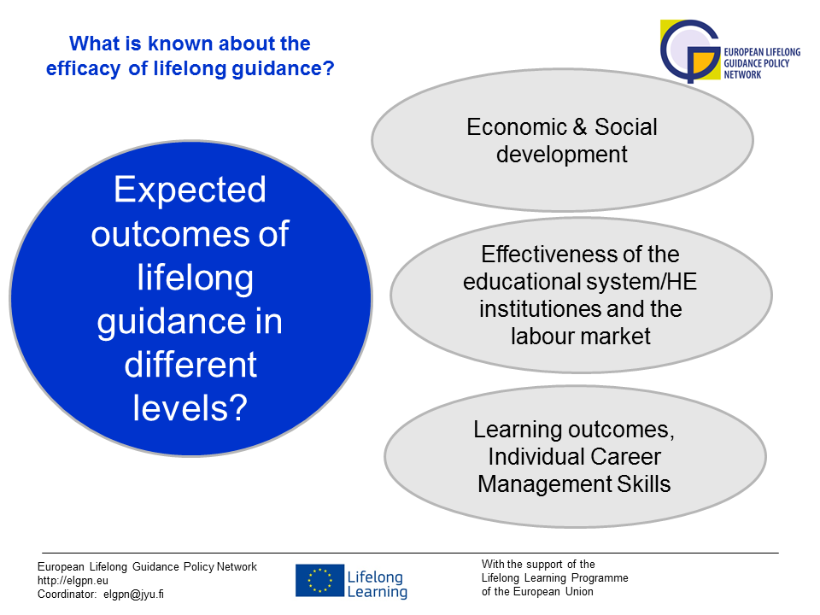 What is known about the
efficacy of lifelong guidance?
EUROPEAN LIFELONG
GUIDANCE POLICY
NETWORK
Expected
outcomes of
lifelong
guidance in
different
levels?
Economic & Social
development
Effectiveness of the
educational system/HE
institutiones and the
labour market
Learning outcomes,
Individual Career
Management Skills
European Lifelong Guidance Policy Network
http://elgpn.eu
Coordinator: elgpn@jyu.fi
Lifelong
Learning
With the support of the
Lifelong Learning Programme
of the European Union